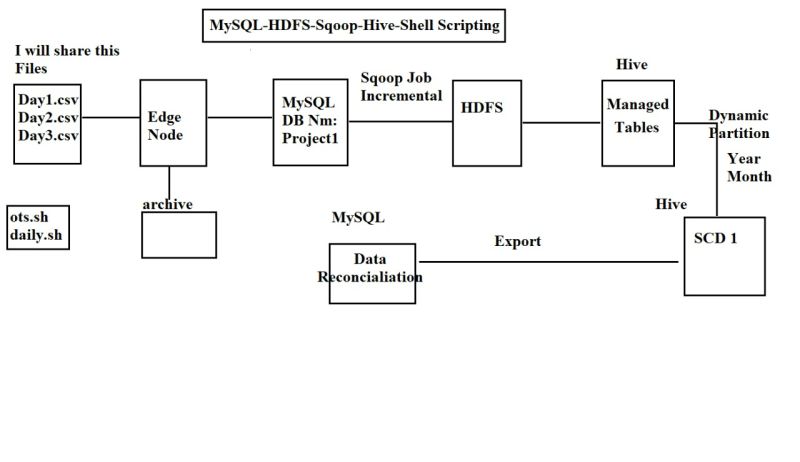 MySQL-HDFS-Sqoop-Hive-Shell Scripting
I will share this
Files
Day1.csv
Day2.csv
Day3.csv
Edge
Node
MySQL
DB Nm:
Project1
Sqoop Job
Incremental
HDFS
Hive
Managed
Tables
Dynamic
Partition
Year
Month
archive
ots.sh
daily.sh
MySQL
Data
Reconcialiation
Export
Hive
SCD 1